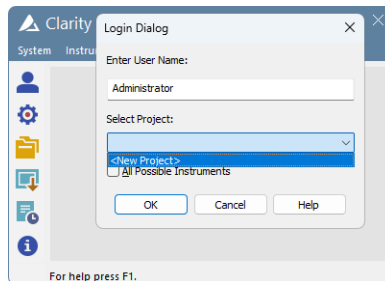 Clarity
Login Dialog
System
Instru
Enter User Name:
Administrator
Select Project:
<New Project>
All Possible Instruments
OK
Cancel
Help
For help press F1.